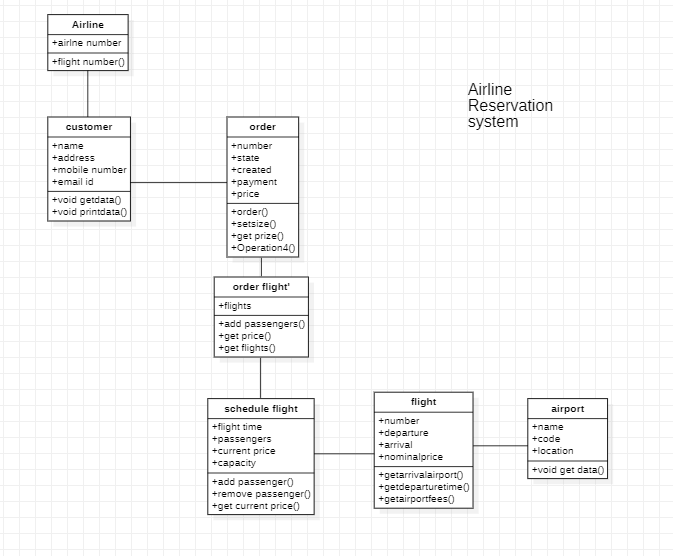 Airline
+airlne number
+flight number()
Airline
Reservation
system
customer
+name
+address
+mobile number
+email id
+void getdata()
+void printdata()
order
+number
+state
+created
+payment
+price
+order()
+setsize()
+get prize()
+Operation4()
order flight'
+flights
+add passengers()
+get price()
+get flights()
schedule flight
+flight time
+passengers
+current price
+capacity
+add passenger()
+remove passenger()
+get current price()
flight
+number
+departure
+arrival
+nominalprice
+getarrivalairport()
+getdeparturetime()
+getairportfees()
airport
+name
+code
+location
+void get data()